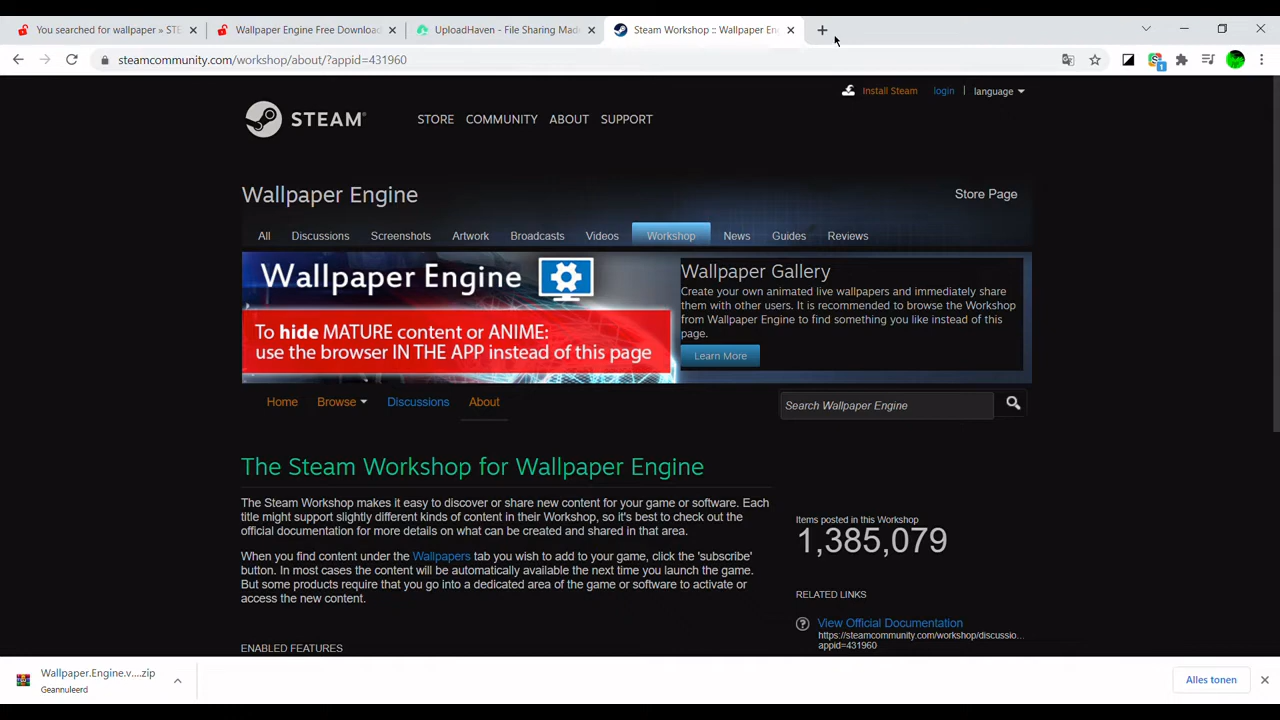 You searched for wallpaper » STE
Wallpaper Engine Free Download
UploadHaven - File Sharing Mad
Steam Workshop :: Wallpaper En
steamcommunity.com/workshop/about/?appid=431960
1
Install Steam login | language
STEAM®
STORE COMMUNITY ABOUT SUPPORT
Wallpaper Engine
Store Page
All Discussions Screenshots Artwork Broadcasts Videos Workshop News Guides Reviews
Wallpaper Engine
To hide MATURE content or ANIME:
use the browser IN THE APP instead of this page
Wallpaper Gallery
Create your own animated live wallpapers and immediately share
them with other users. It is recommended to browse the Workshop
from Wallpaper Engine to find something you like instead of this
page.
Learn More
Home Browse Discussions About
Search Wallpaper Engine
The Steam Workshop for Wallpaper Engine
The Steam Workshop makes it easy to discover or share new content for your game or software. Each
title might support slightly different kinds of content in their Workshop, so it's best to check out the
official documentation for more details on what can be created and shared in that area.
When you find content under the Wallpapers tab you wish to add to your game, click the 'subscribe'
button. In most cases the content will be automatically available the next time you launch the game.
But some products require that you go into a dedicated area of the game or software to activate or
access the new content.
ENABLED FEATURES
Items posted in this Workshop
1,385,079
RELATED LINKS
View Official Documentation
https://steamcommunity.com/workshop/discussio...
appid=431960
Wallpaper.Engine.v....zip
Geannuleerd
Alles tonen